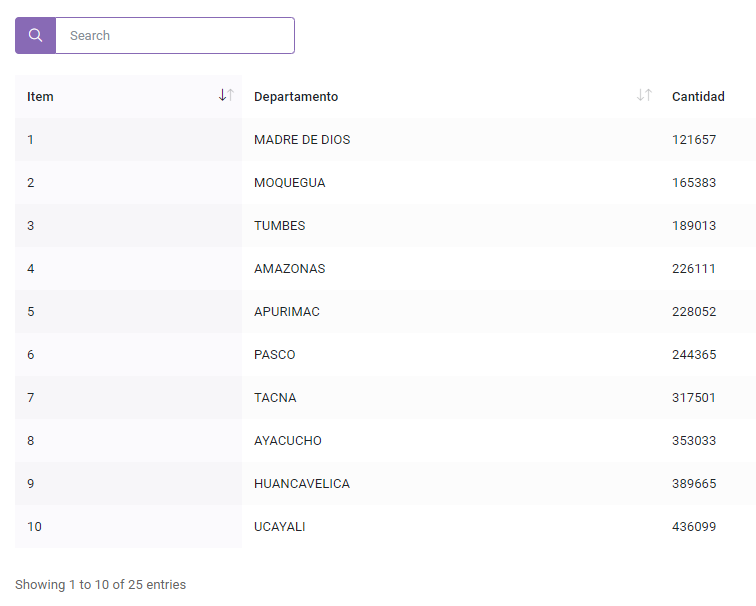 Search
Item Departamento Cantidad
1 MADRE DE DIOS 121657
2 MOQUEGUA 165383
3 TUMBES 189013
4 AMAZONAS 226111
5 APURIMAC 228052
6 PASCO 244365
7 TACNA 317501
8 AYACUCHO 353033
9 HUANCAVELICA 389665
10 UCAYALI 436099
Showing 1 to 10 of 25 entries